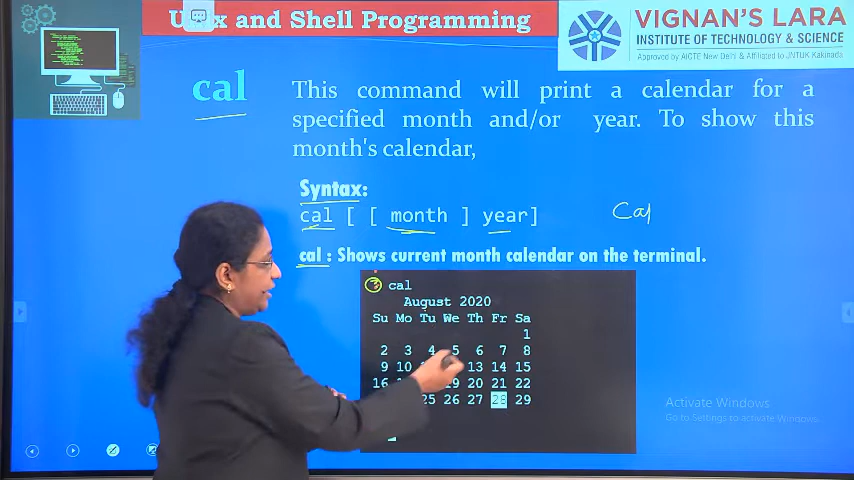 Unix and Shell Programming
VIGNAN'S LARA
INSTITUTE OF TECHNOLOGY & SCIENCE
Approved by AICTE New Delhi & Affiliated to JNTUK Kakinada
cal
This command will print a calendar for a
specified month and/or year. To show this
month's calendar,
Syntax:
cal [ [ month ] year]
Cal
cal : Shows current month calendar on the terminal.
cal
August 2020
Su Mo Tu We Th Fr Sa
1
2 3 4 5 6 7 8
9 10 13 14 15
16 19 20 21 22
25 26 27 28 29
Activate Windows
Go to Settings to activate Windows.